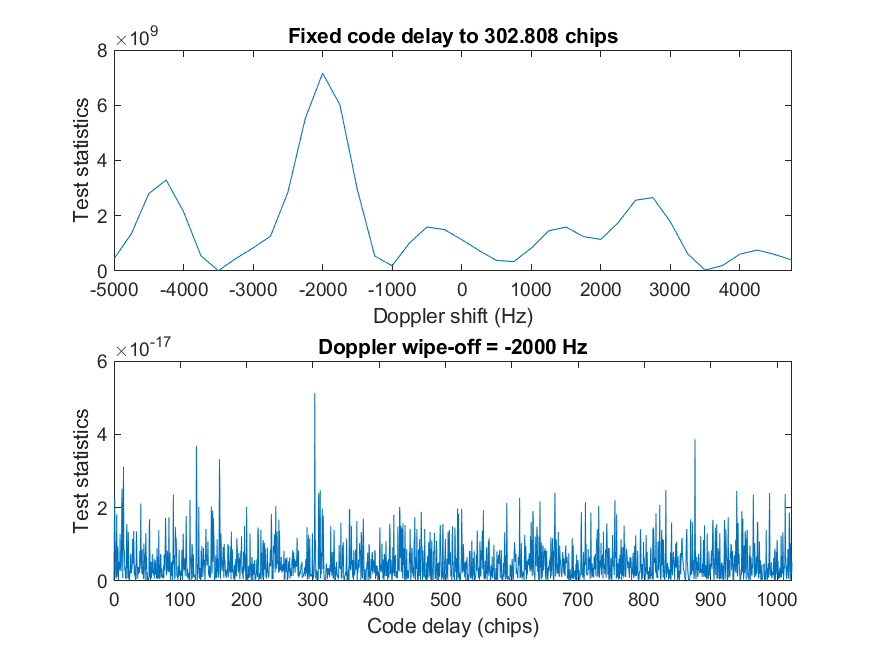 ×10^9
Fixed code delay to 302.808 chips
8
6
4
2
0
Test statistics
-5000 -4000 -3000 -2000 -1000 0 1000 2000 3000 4000
Doppler shift (Hz)
×10^-17
Doppler wipe-off = -2000 Hz
6
4
2
0
Test statistics
0 100 200 300 400 500 600 700 800 900 1000
Code delay (chips)